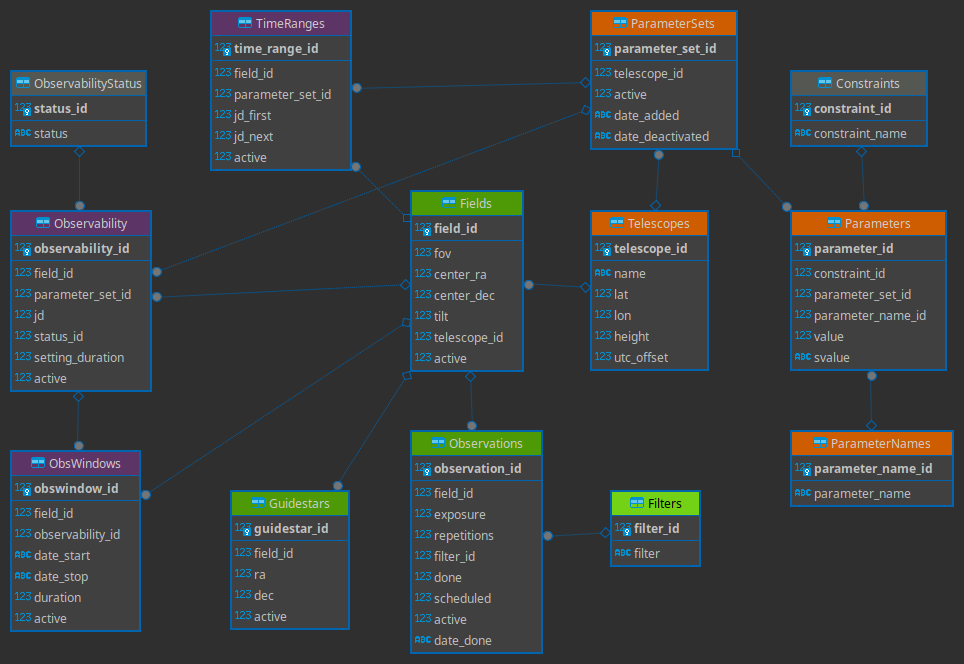 TimeRanges
123 time_range_id
123 field_id
123 parameter_set_id
123 jd_first
123 jd_next
123 active
ParameterSets
123 parameter_set_id
123 telescope_id
123 active
ABC date_added
ABC date_deactivated
ObservabilityStatus
123 status_id
ABC status
Constraints
123 constraint_id
ABC constraint_name
Observability
123 observability_id
123 field_id
123 parameter_set_id
123 jd
123 status_id
123 setting_duration
123 active
Fields
123 field_id
123 fov
123 center_ra
123 center_dec
123 tilt
123 telescope_id
123 active
Telescopes
123 telescope_id
ABC name
123 lat
123 lon
123 height
123 utc_offset
Parameters
123 parameter_id
123 constraint_id
123 parameter_set_id
123 parameter_name_id
123 value
ABC svalue
ObsWindows
123 obswindow_id
123 field_id
123 observability_id
ABC date_start
ABC date_stop
123 duration
123 active
Guidestars
123 guidestar_id
123 field_id
123 ra
123 dec
123 active
Observations
123 observation_id
123 field_id
123 exposure
123 repetitions
123 filter_id
123 done
123 scheduled
123 active
ABC date_done
Filters
123 filter_id
ABC filter
ParameterNames
123 parameter_name_id
ABC parameter_name